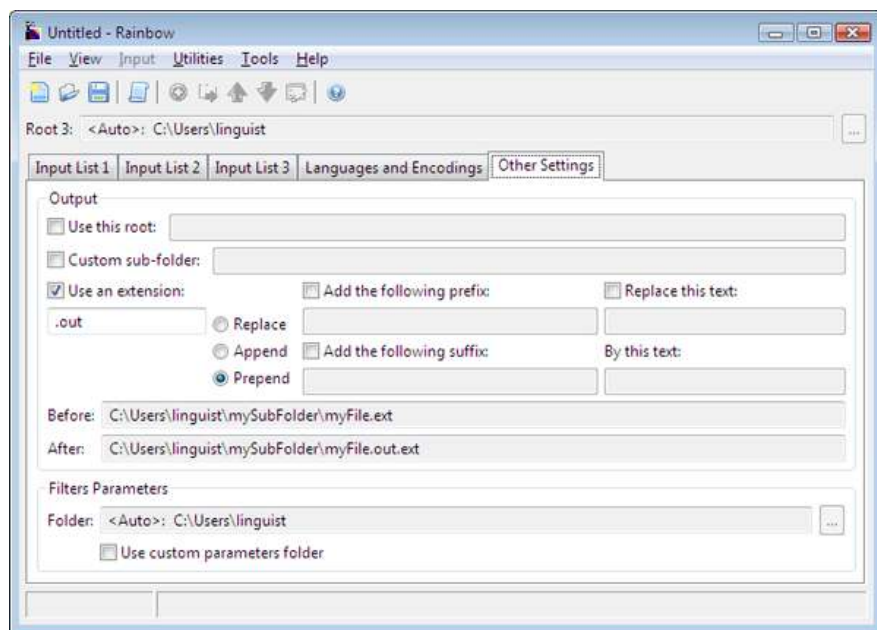 Untitled - Rainbow
File View Input Utilities Tools Help
Root 3: <Auto>: C:\Users\linguist ...
Input List 1 Input List 2 Input List 3 Languages and Encodings Other Settings
Output
Use this root:
Custom sub-folder:
Use an extension: Add the following prefix: Replace this text:
.out Replace
Append Add the following suffix: By this text:
Prepend
Before: C:\Users\linguist\mySubFolder\myFile.ext
After: C:\Users\linguist\mySubFolder\myFile.out.ext
Filters Parameters
Folder: <Auto>: C:\Users\linguist ...
Use custom parameters folder